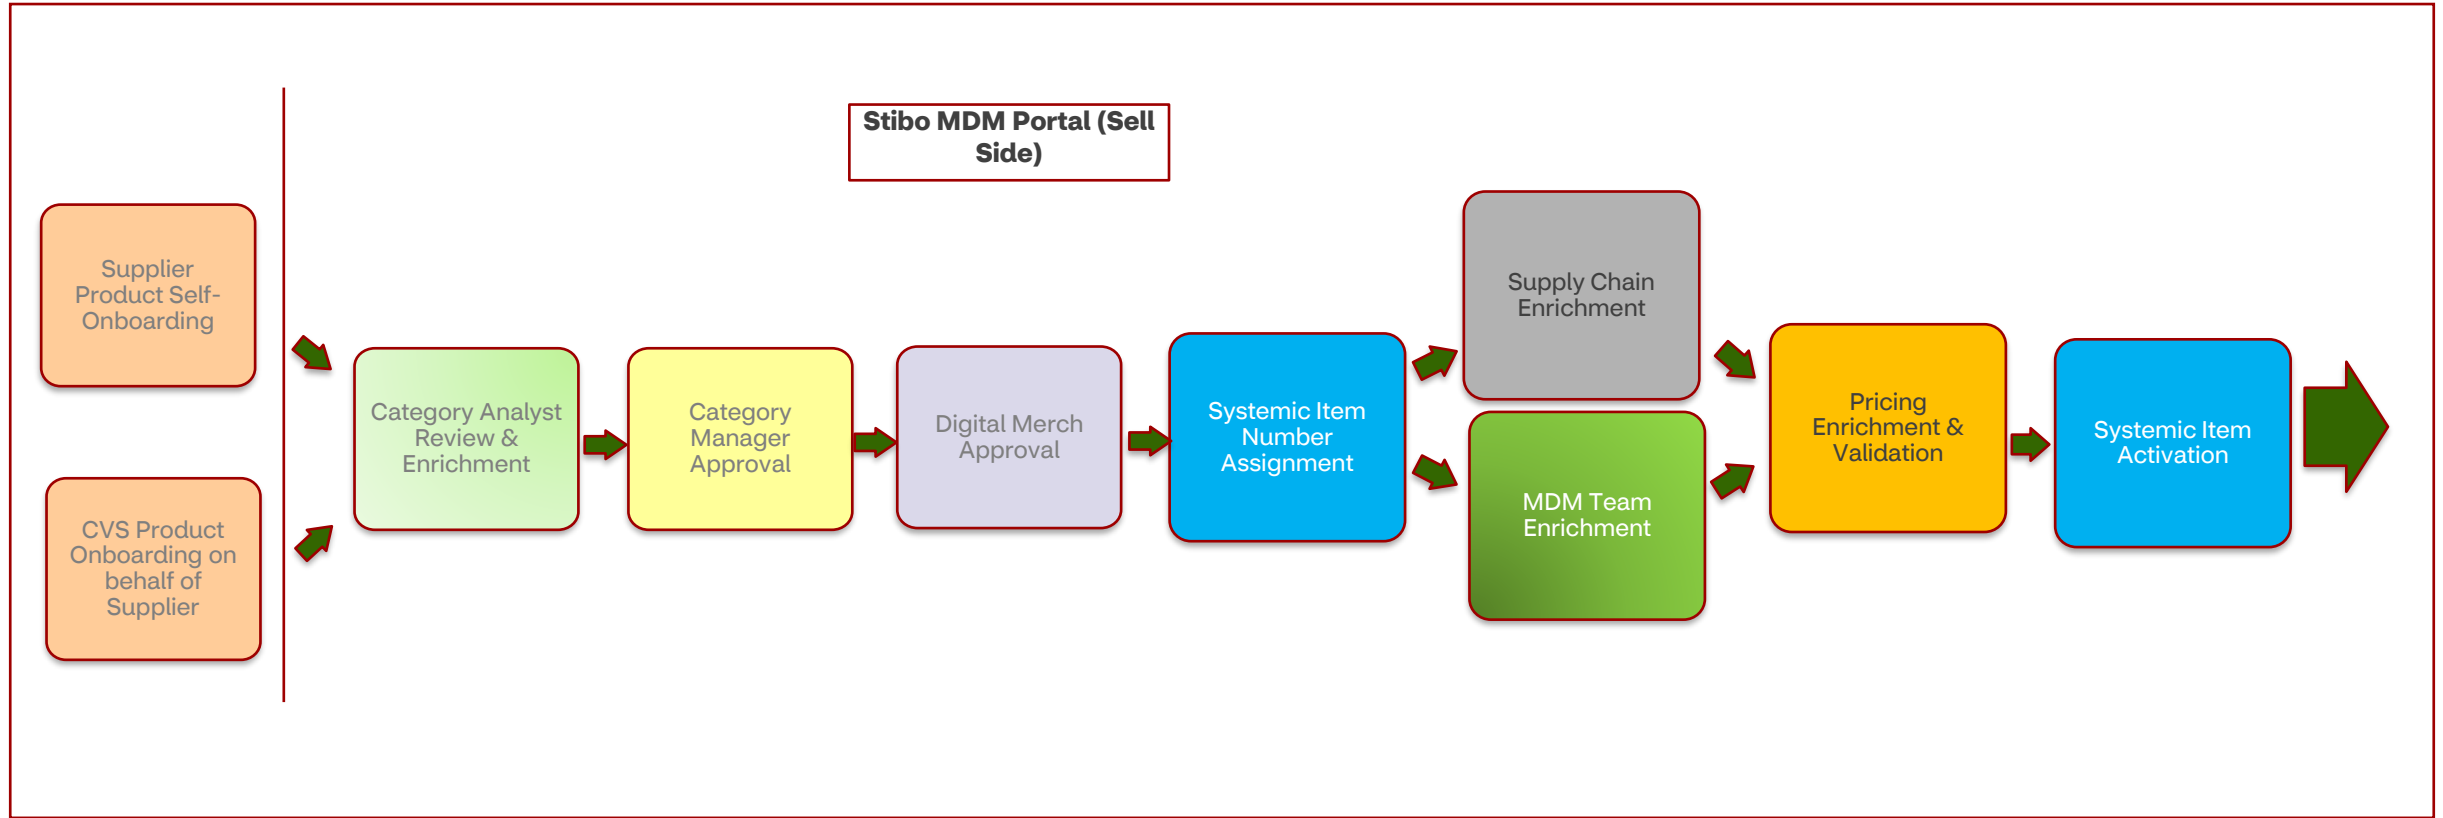 Stibo MDM Portal (Sell
Side)
Supplier
Product Self-
Onboarding
CVS Product
Onboarding on
behalf of
Supplier
Category Analyst
Review &
Enrichment
Category
Manager
Approval
Digital Merch
Approval
Systemic Item
Number
Assignment
Supply Chain
Enrichment
MDM Team
Enrichment
Pricing
Enrichment &
Validation
Systemic Item
Activation